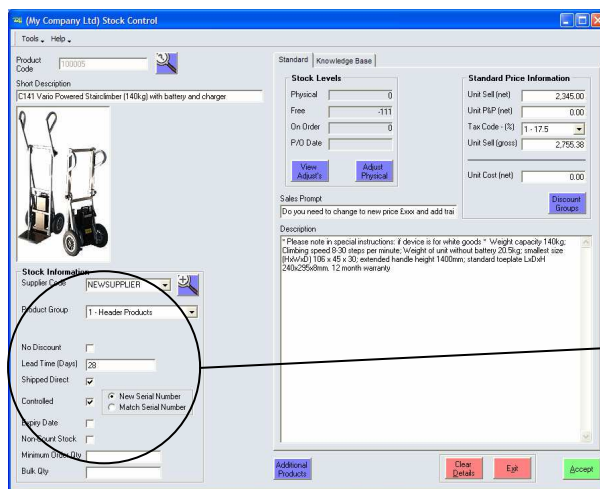 (My Company Ltd) Stock Control
Tools Help
Product Code 100005
Short Description
C141 Vario Powered Stairclimber (140kg) with battery and charger
Stock Information
Supplier Code NEWSUPPLIER
Product Group 1 - Header Products
No Discount
Lead Time (Days) 28
Shipped Direct
Controlled
New Serial Number
Match Serial Number
Expiry Date
Non-Count Stock
Minimum Order Qty
Bulk Qty
Standard Knowledge Base
Stock Levels
Physical 0
Free -111
On Order 0
P/O Date
View Adjust's
Adjust Physical
Standard Price Information
Unit Sell (net) 2,345.00
Unit P&P (net) 0.00
Tax Code - (%) 1 - 17.5
Unit Sell (gross) 2,755.38
Unit Cost (net) 0.00
Discount Groups
Sales Prompt
Do you need to change to new price £xxx and add trai
Description
* Please note in special instructions: if device is for white goods * Weight capacity 140kg;
Climbing speed 8-30 steps per minute; Weight of unit without battery 20.5kg; smallest size
(HxWxD) 106 x 45 x 30; extended handle height 1400mm; standard toeplate LxDxH
240x295x8mm. 12 month warranty
Additional Products
Clear Details
Exit
Accept